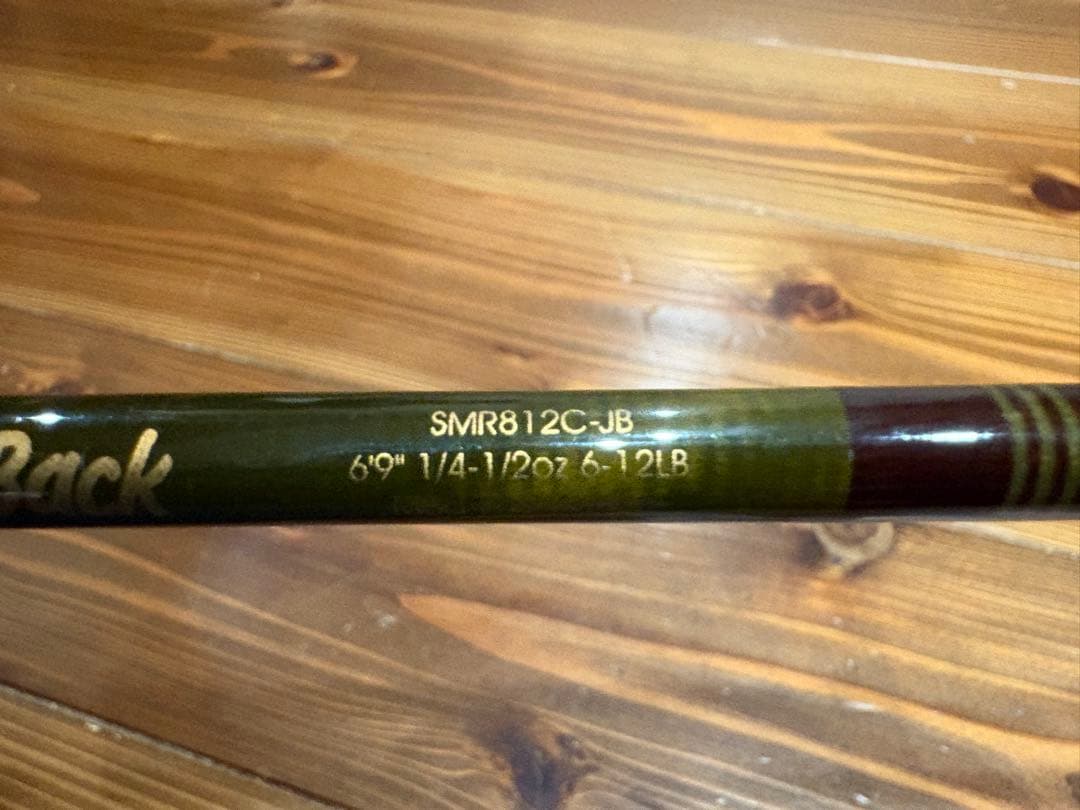 Back
SMR812C-JB
6'9" 1/4-1/2oz 6-12LB